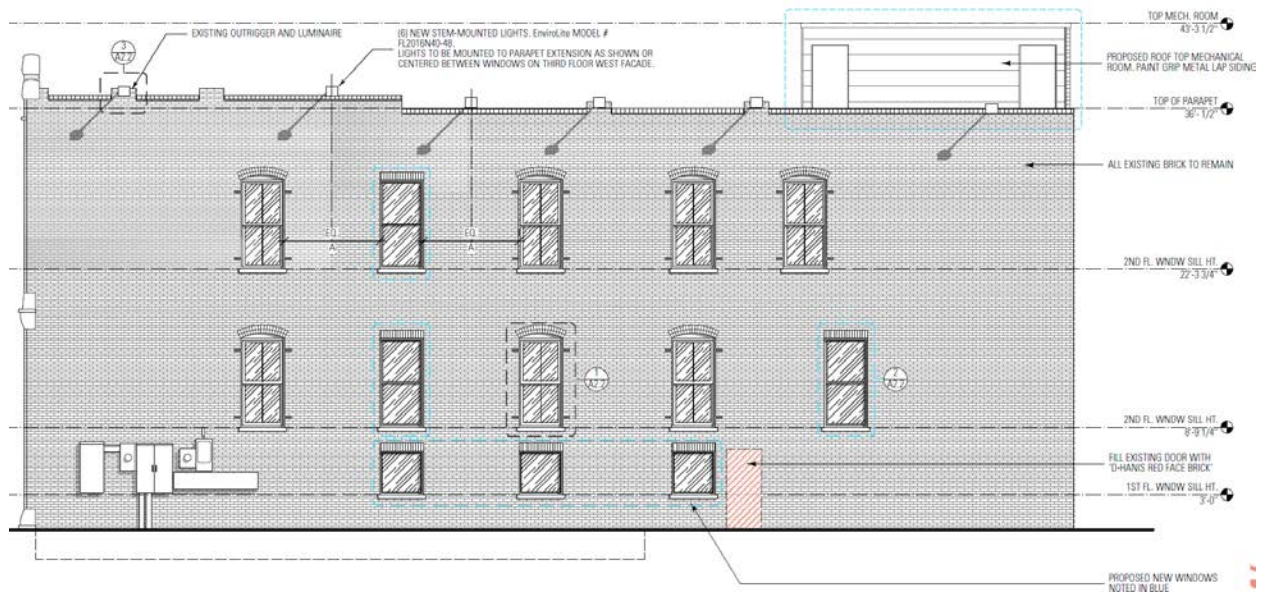 TOP MECH. ROOM
43'-3 1/2"
EXISTING OUTRIGGER AND LUMINAIRE
(6) NEW STEM-MOUNTED LIGHTS. EnviroLite MODEL #
FL2016N40-48.
LIGHTS TO BE MOUNTED TO PARAPET EXTENSION AS SHOWN OR
CENTERED BETWEEN WINDOWS ON THIRD FLOOR WEST FACADE.
3
A2.2
PROPOSED ROOF TOP MECHANICAL
ROOM. PAINT GRIP METAL LAP SIDING
TOP OF PARAPET
36'-1/2"
ALL EXISTING BRICK TO REMAIN
EQ.
A
EQ.
A
2ND FL. WNDW SILL HT.
22'-3 3/4"
1
A2.2
2
A2.2
2ND FL. WNDW SILL HT.
8'-9 1/4"
FILL EXISTING DOOR WITH
'D-HANIS RED FACE BRICK'
1ST FL. WNDW SILL HT.
3'-0"
PROPOSED NEW WINDOWS
NOTED IN BLUE